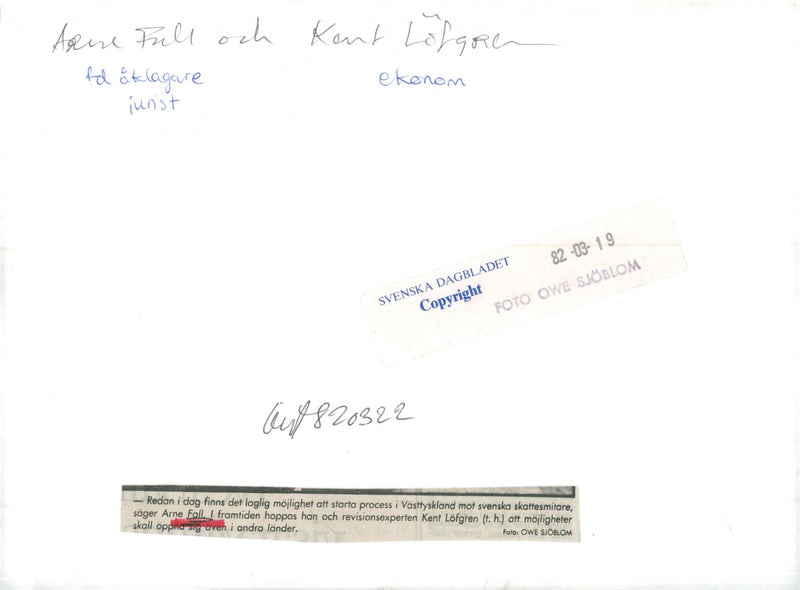 Arne Fall och Kent Löfgren
fd åklagare
ekonom
jurist
SVENSKA DAGBLADET
Copyright
82-03-19
FOTO OWE SJÖBLOM
820322
— Redan i dag finns det laglig möjlighet att starta process i Västtyskland mot svenska skattesmitare,
säger Arne Fall. I framtiden hoppas han och revisionsexperten Kent Löfgren (t. h.) att möjligheter
skall öppna sig även i andra länder.
Foto: OWE SJÖBLOM